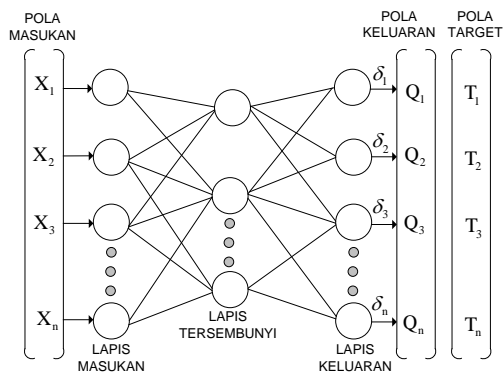 POLA
MASUKAN
POLA
KELUARAN
POLA
TARGET
X1
δ1
Q1
T1
X2
δ2
Q2
T2
X3
δ3
Q3
T3
Xn
δn
Qn
Tn
LAPIS
MASUKAN
LAPIS
TERSEMBUNYI
LAPIS
KELUARAN